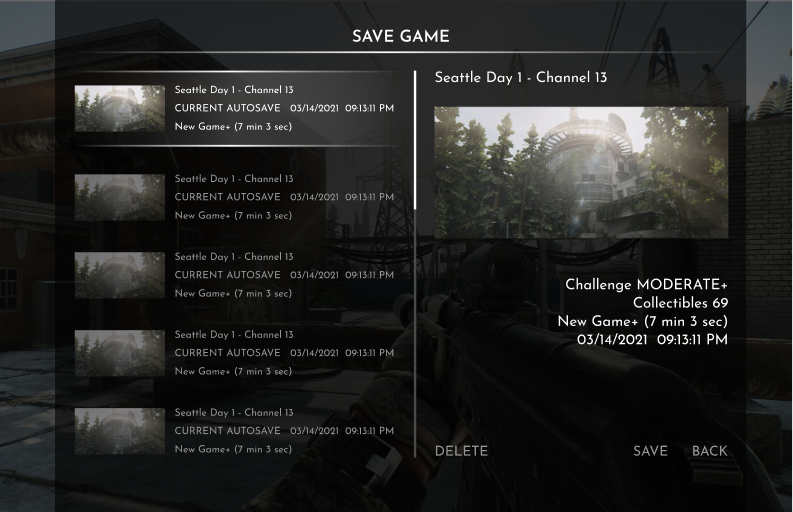 SAVE GAME
Seattle Day 1 - Channel 13
CURRENT AUTOSAVE 03/14/2021 09:13:11 PM
New Game+ (7 min 3 sec)
Seattle Day 1 - Channel 13
CURRENT AUTOSAVE 03/14/2021 09:13:11 PM
New Game+ (7 min 3 sec)
Seattle Day 1 - Channel 13
CURRENT AUTOSAVE 03/14/2021 09:13:11 PM
New Game+ (7 min 3 sec)
Seattle Day 1 - Channel 13
CURRENT AUTOSAVE 03/14/2021 09:13:11 PM
New Game+ (7 min 3 sec)
Seattle Day 1 - Channel 13
CURRENT AUTOSAVE 03/14/2021 09:13:11 PM
New Game+ (7 min 3 sec)
Seattle Day 1 - Channel 13
Challenge MODERATE+
Collectibles 69
New Game+ (7 min 3 sec)
03/14/2021 09:13:11 PM
DELETE SAVE BACK